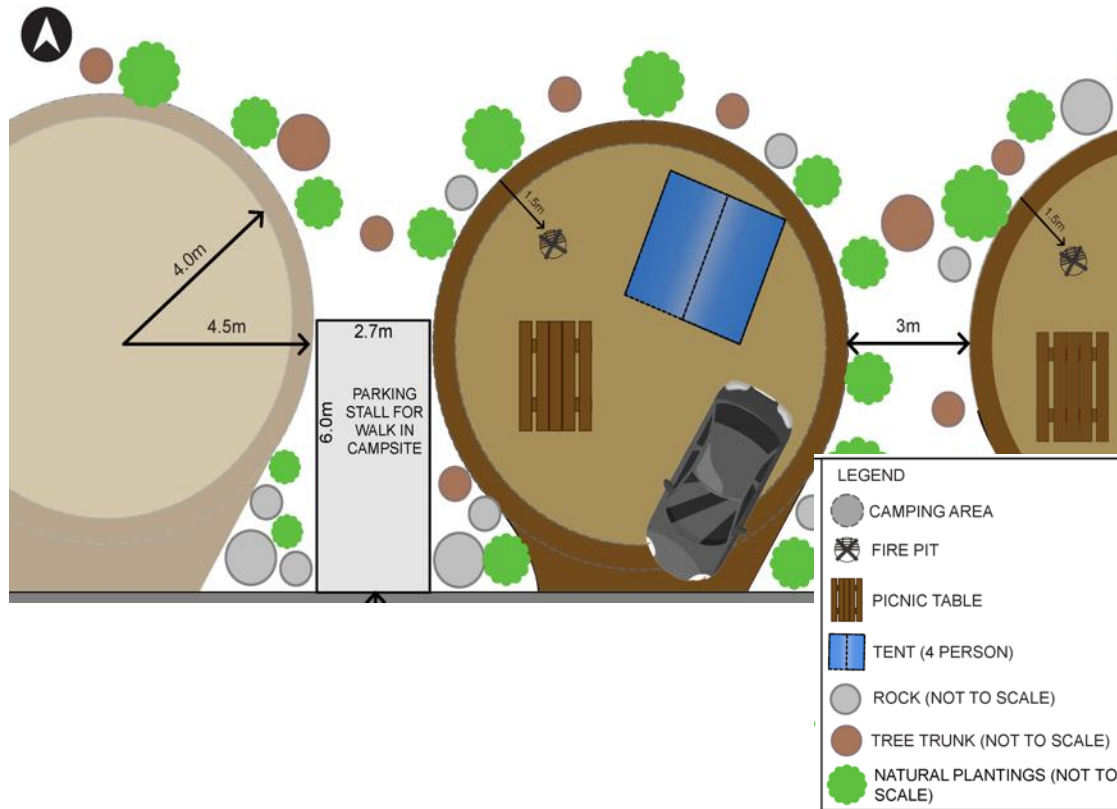 1.5m
1.5m
4.0m
4.5m
2.7m
3m
6.0m
PARKING
STALL FOR
WALK IN
CAMPSITE
LEGEND
CAMPING AREA
FIRE PIT
PICNIC TABLE
TENT (4 PERSON)
ROCK (NOT TO SCALE)
TREE TRUNK (NOT TO SCALE)
NATURAL PLANTINGS (NOT TO
SCALE)